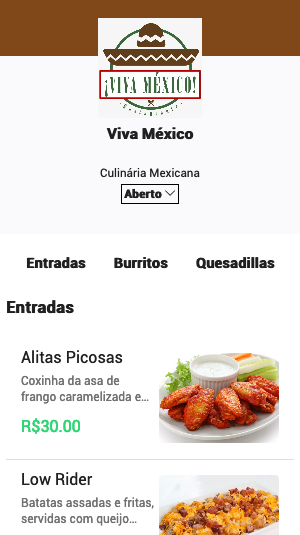 ¡VIVA MÉXICO!
Viva México
Culinária Mexicana
Aberto
Entradas Burritos Quesadillas
Entradas
Alitas Picosas
Coxinha da asa de
frango caramelizada e...
R$30.00
Low Rider
Batatas assadas e fritas,
servidas com queijo...